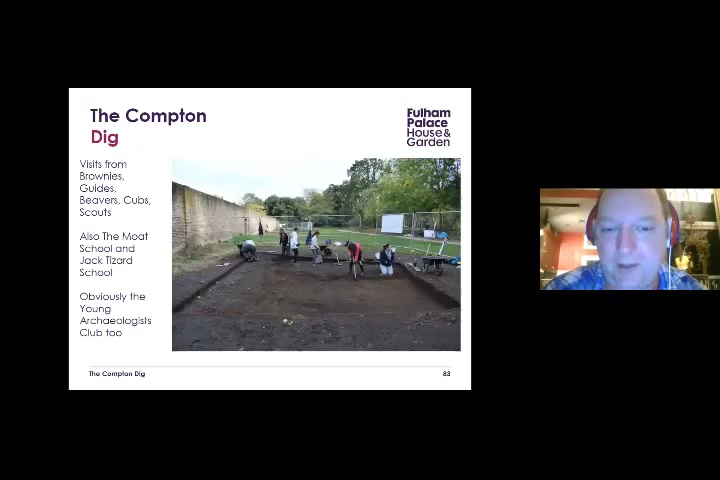 The Compton
Dig
Fulham
Palace
House&
Garden
Visits from
Brownies,
Guides,
Beavers, Cubs,
Scouts
Also The Moat
School and
Jack Tizard
School
Obviously the
Young
Archaeologists
Club too
The Compton Dig
83